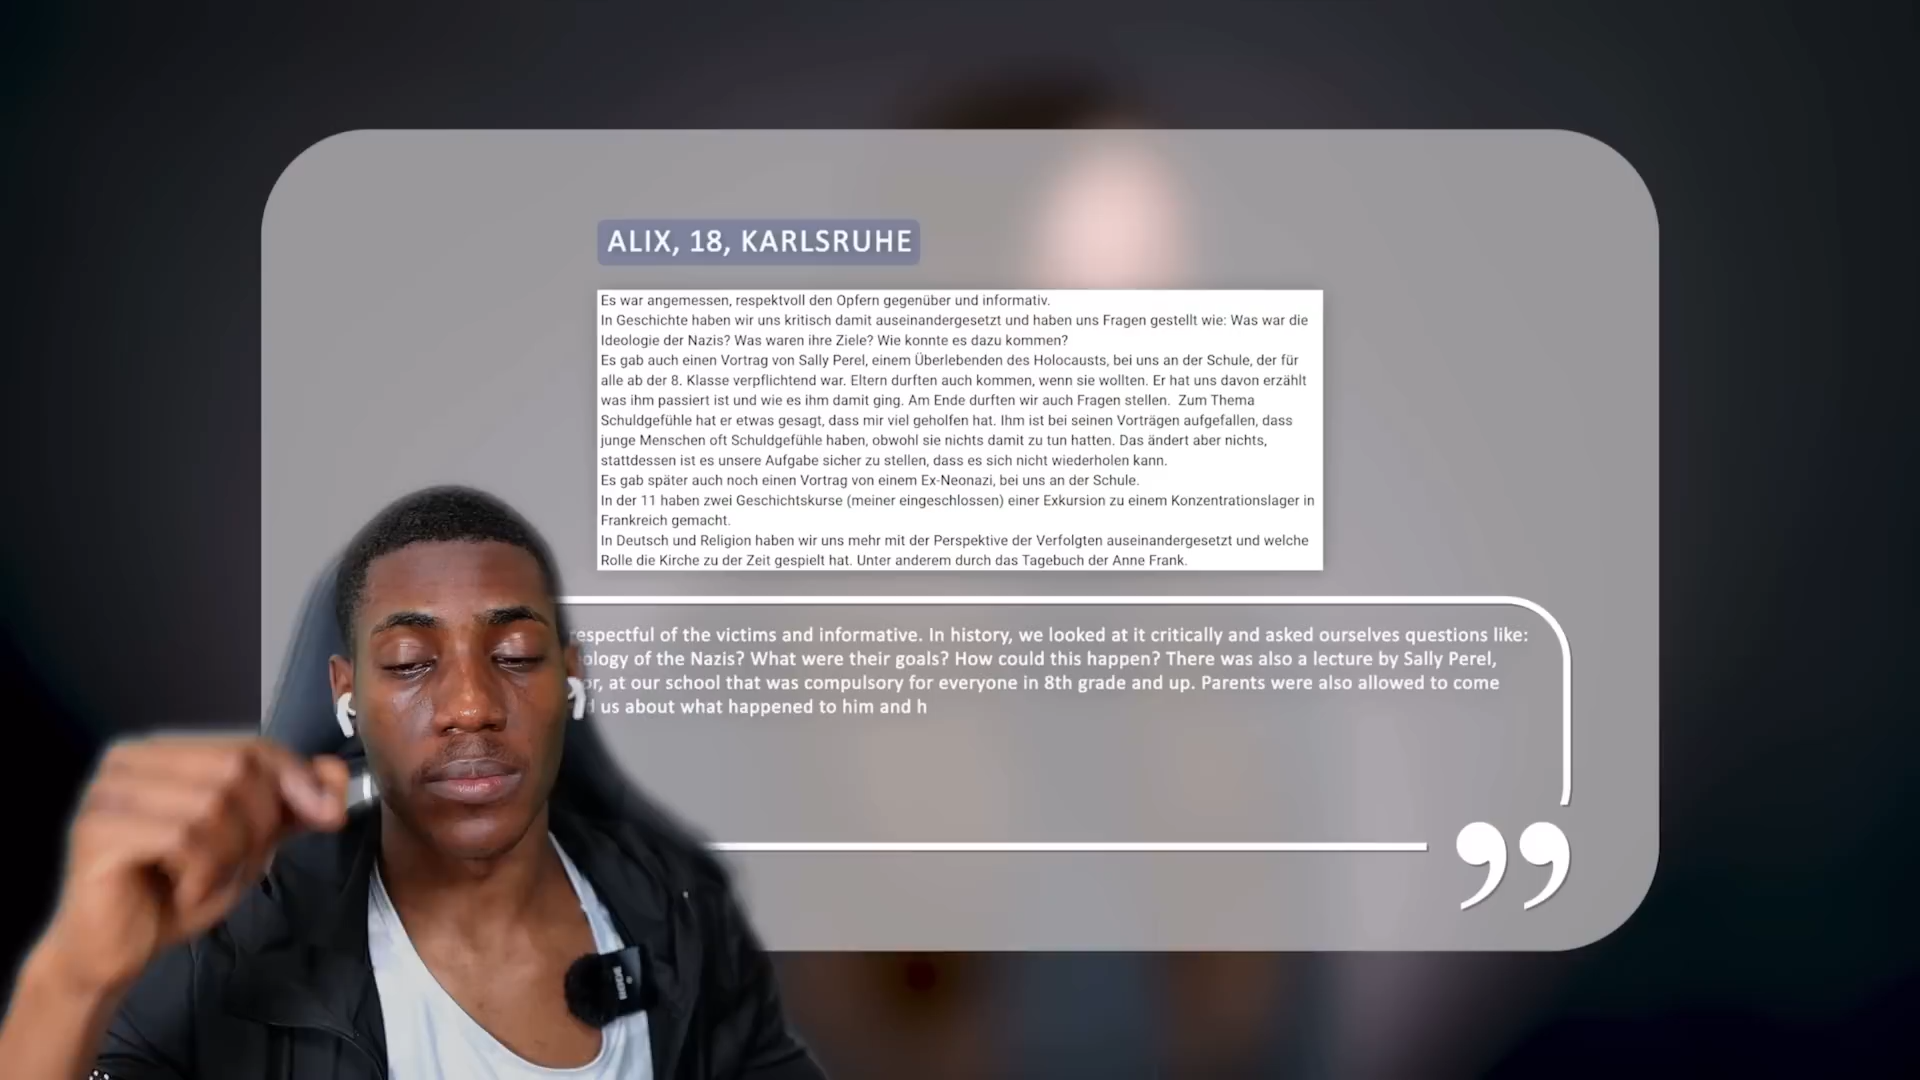 ALIX, 18, KARLSRUHE
Es war angemessen, respektvoll den Opfern gegenüber und informativ.
In Geschichte haben wir uns kritisch damit auseinandergesetzt und haben uns Fragen gestellt wie: Was war die
Ideologie der Nazis? Was waren ihre Ziele? Wie konnte es dazu kommen?
Es gab auch einen Vortrag von Sally Perel, einem Überlebenden des Holocausts, bei uns an der Schule, der für
alle ab der 8. Klasse verpflichtend war. Eltern durften auch kommen, wenn sie wollten. Er hat uns davon erzählt
was ihm passiert ist und wie es ihm damit ging. Am Ende durften wir auch Fragen stellen. Zum Thema
Schuldgefühle hat er etwas gesagt, dass mir viel geholfen hat. Ihm ist bei seinen Vorträgen aufgefallen, dass
junge Menschen oft Schuldgefühle haben, obwohl sie nichts damit zu tun hatten. Das ändert aber nichts,
stattdessen ist es unsere Aufgabe sicher zu stellen, dass es sich nicht wiederholen kann.
Es gab später auch noch einen Vortrag von einem Ex-Neonazi, bei uns an der Schule.
In der 11 haben zwei Geschichtskurse (meiner eingeschlossen) einer Exkursion zu einem Konzentrationslager in
Frankreich gemacht.
In Deutsch und Religion haben wir uns mehr mit der Perspektive der Verfolgten auseinandergesetzt und welche
Rolle die Kirche zu der Zeit gespielt hat. Unter anderem durch das Tagebuch der Anne Frank.
respectful of the victims and informative. In history, we looked at it critically and asked ourselves questions like:
ology of the Nazis? What were their goals? How could this happen? There was also a lecture by Sally Perel,
or, at our school that was compulsory for everyone in 8th grade and up. Parents were also allowed to come
d us about what happened to him and h
”
RODE